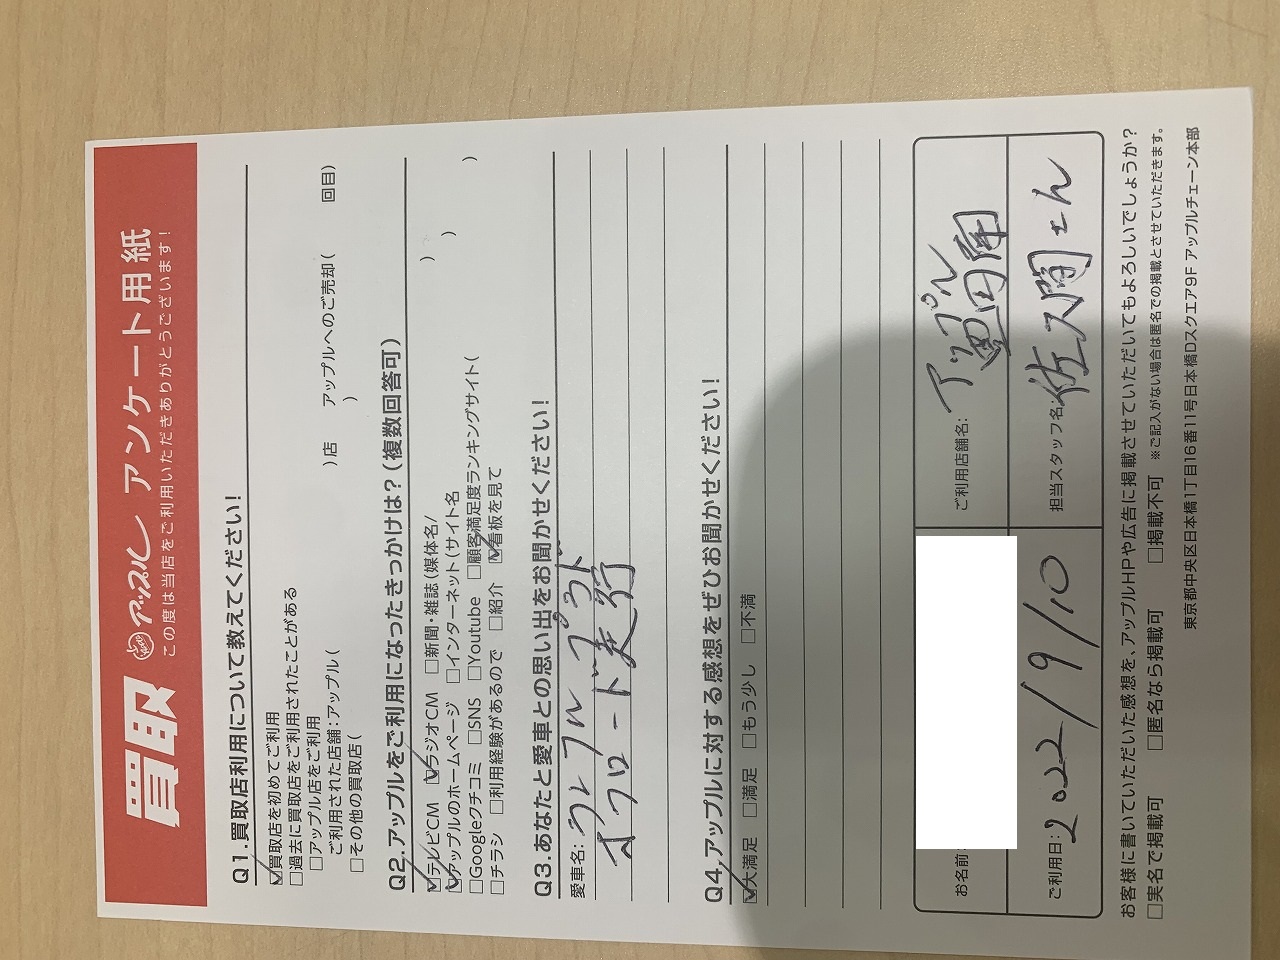 買取 アップル アンケート用紙
この度は当店をご利用いただきありがとうございます!
Q1.買取店利用について教えてください!
☑買取店を初めてご利用
□過去に買取店をご利用されたことがある
□アップル店をご利用
ご利用された店舗:アップル( )店 アップルへのご売却( 回目)
□その他の買取店( )
Q2.アップルをご利用になったきっかけは?(複数回答可)
☑テレビCM ☑ラジオCM □新聞・雑誌(媒体名/ )
☑アップルのホームページ □インターネット(サイト名 )
□Googleクチコミ □SNS □Youtube □顧客満足度ランキングサイト( )
□チラシ □利用経験があるので □紹介 ☑看板を見て
Q3.あなたと愛車との思い出をお聞かせください!
愛車名: ランクルプラド
オフロード走行
Q4.アップルに対する感想をぜひお聞かせください!
☑大満足 □満足 □もう少し □不満
お名前: ご利用店舗名: アップル盛田南
ご利用日: 2022/9/10 担当スタッフ名: 佐久間さん
お客様に書いていただいた感想を、アップルHPや広告に掲載させていただいてもよろしいでしょうか?
□実名で掲載可 □匿名なら掲載可 □掲載不可 ※ご記入がない場合は匿名での掲載とさせていただきます。
東京都中央区日本橋1丁目16番11号日本橋Dスクエア9F アップルチェーン本部